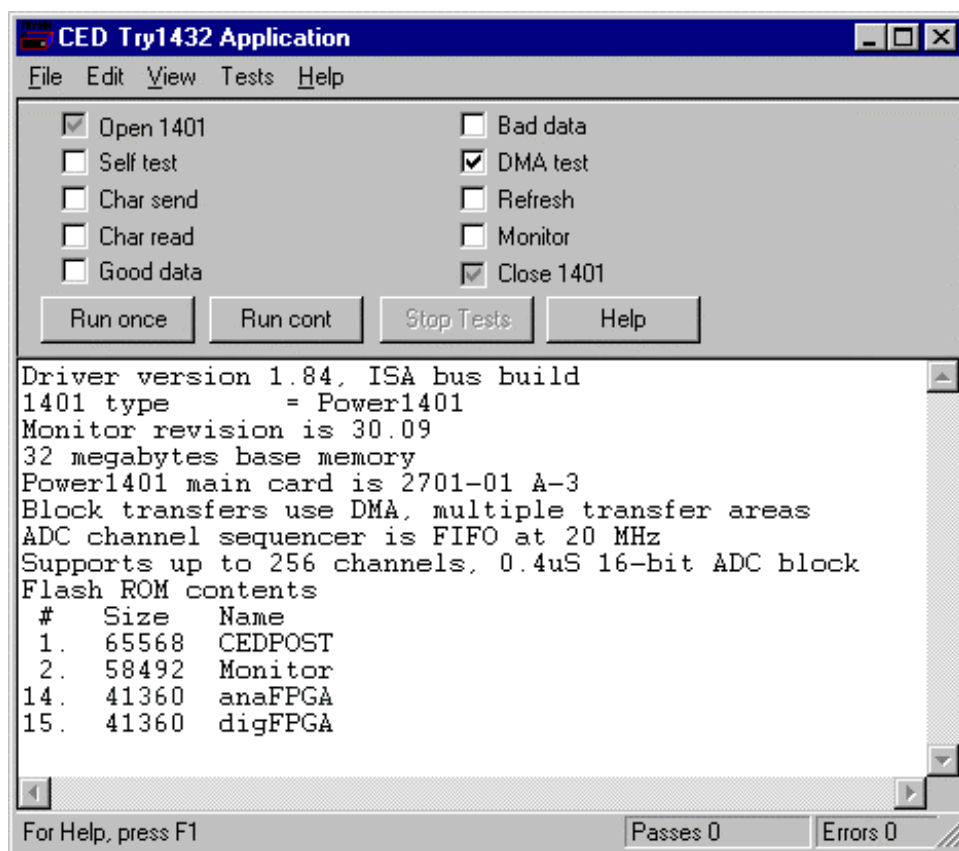 CED Try1432 Application
File Edit View Tests Help
Open 1401
Self test
Char send
Char read
Good data
Bad data
DMA test
Refresh
Monitor
Close 1401
Run once Run cont Stop Tests Help
Driver version 1.84, ISA bus build
1401 type = Power1401
Monitor revision is 30.09
32 megabytes base memory
Power1401 main card is 2701-01 A-3
Block transfers use DMA, multiple transfer areas
ADC channel sequencer is FIFO at 20 MHz
Supports up to 256 channels, 0.4uS 16-bit ADC block
Flash ROM contents
# Size Name
1. 65568 CEDPOST
2. 58492 Monitor
14. 41360 anaFPGA
15. 41360 digFPGA
For Help, press F1 Passes 0 Errors 0